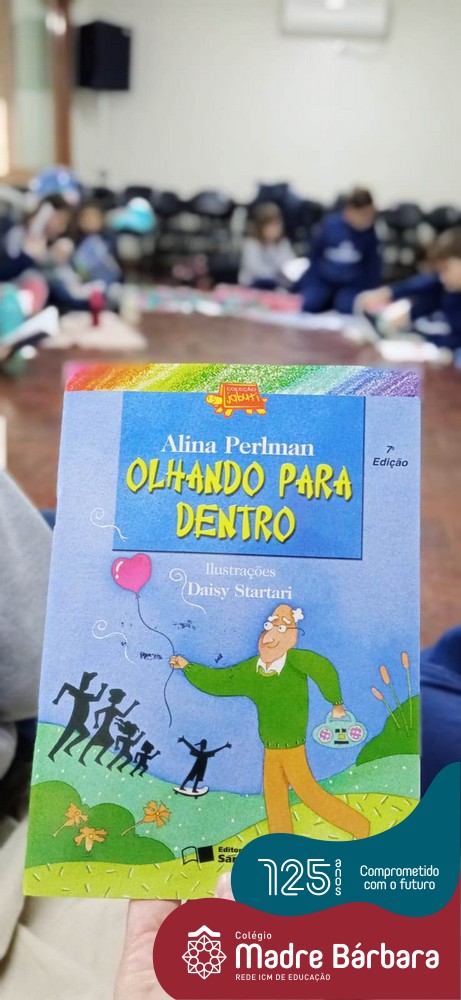 COLEÇÃO
jabuti
Alina Perlman
7ª
Edição
OLHANDO PARA
DENTRO
Ilustrações
Daisy Startari
Editora
125 anos
Comprometido
com o futuro
Colégio
Madre Bárbara
REDE ICM DE EDUCAÇÃO